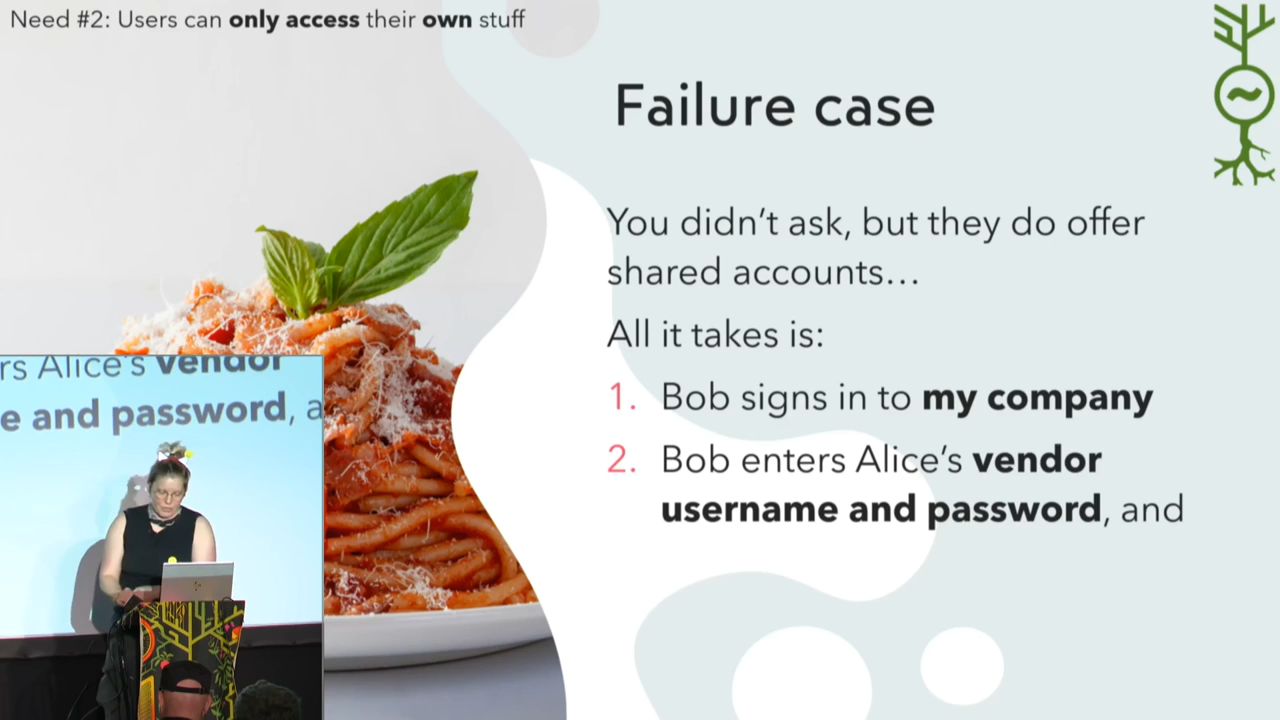 Need #2: Users can only access their own stuff
Failure case
You didn't ask, but they do offer
shared accounts…
All it takes is:
1. Bob signs in to my company
2. Bob enters Alice's vendor
username and password, and
rs Alice's vendor
e and password, a